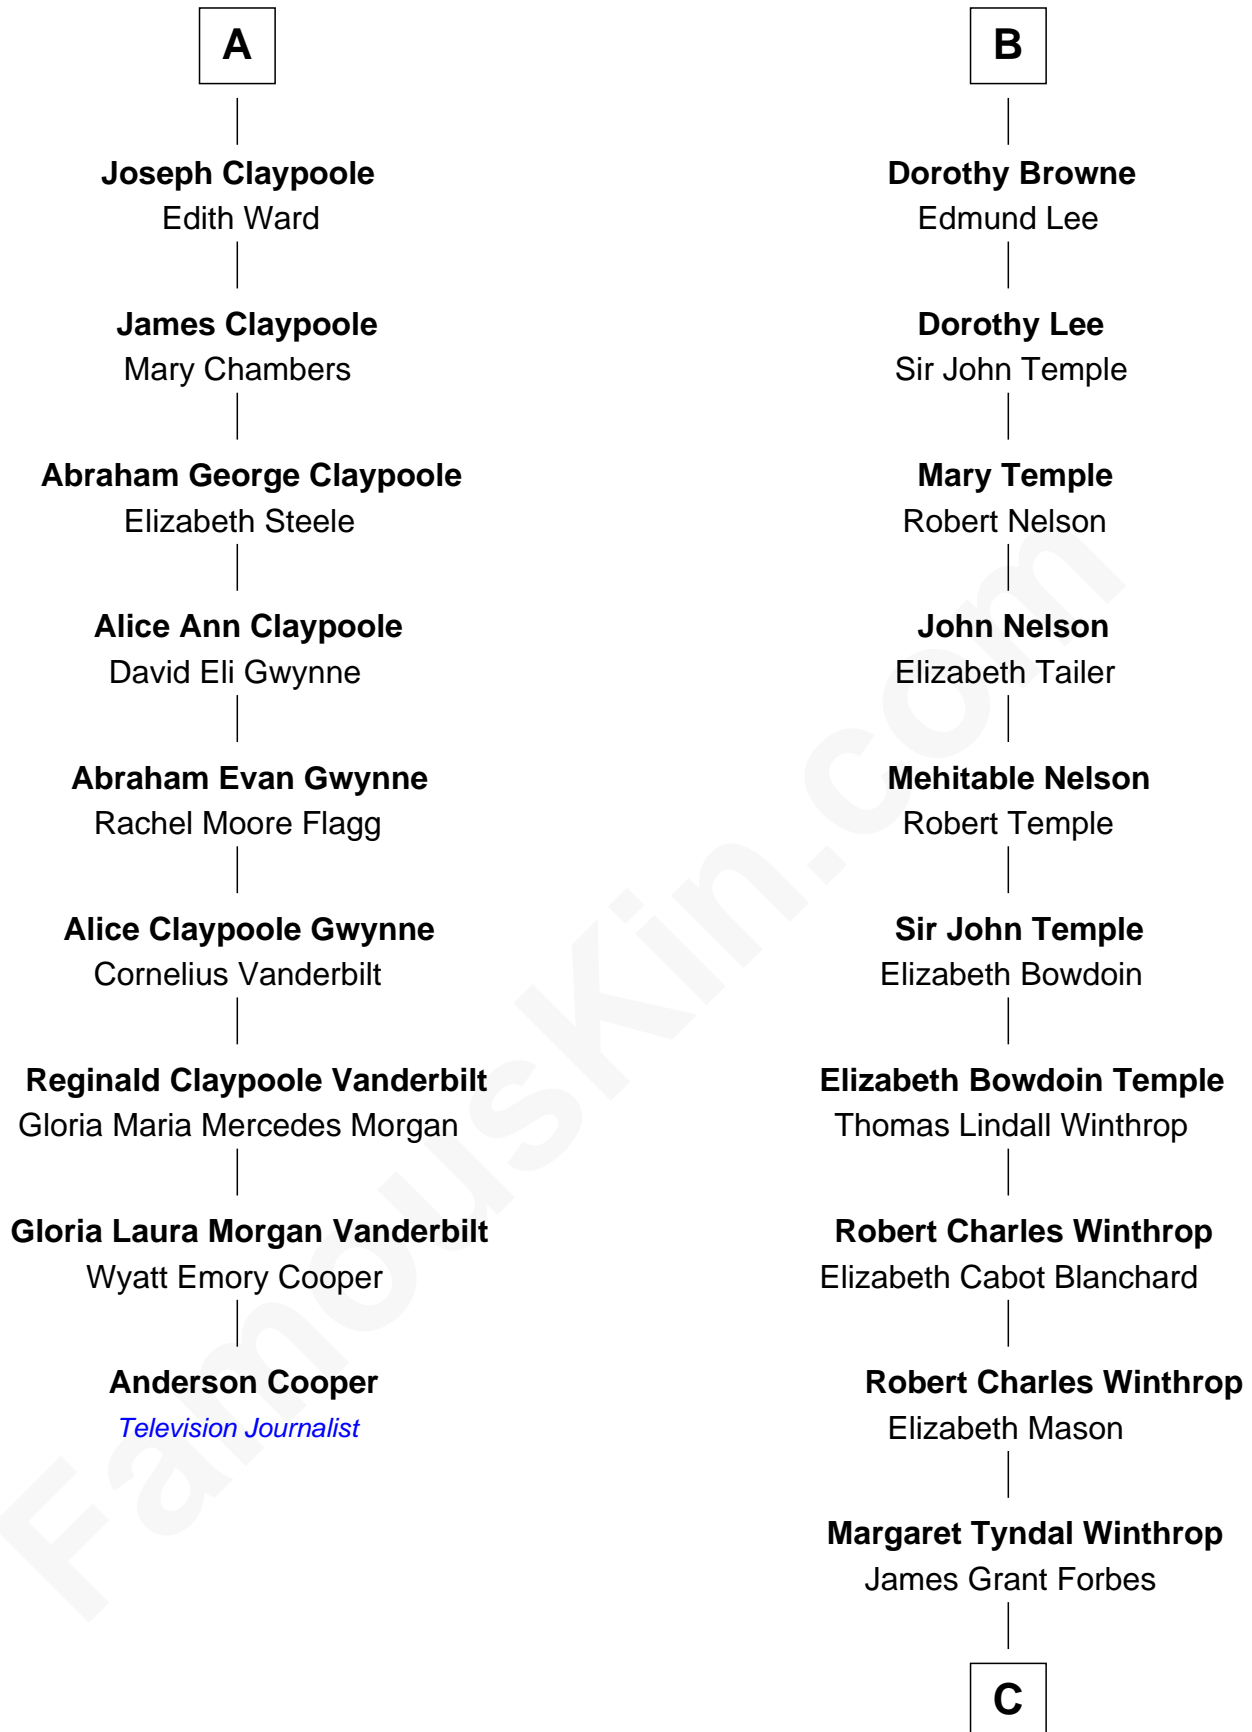 A
Joseph Claypoole
Edith Ward
James Claypoole
Mary Chambers
Abraham George Claypoole
Elizabeth Steele
Alice Ann Claypoole
David Eli Gwynne
Abraham Evan Gwynne
Rachel Moore Flagg
Alice Claypoole Gwynne
Cornelius Vanderbilt
Reginald Claypoole Vanderbilt
Gloria Maria Mercedes Morgan
Gloria Laura Morgan Vanderbilt
Wyatt Emory Cooper
Anderson Cooper
Television Journalist
B
Dorothy Browne
Edmund Lee
Dorothy Lee
Sir John Temple
Mary Temple
Robert Nelson
John Nelson
Elizabeth Tailer
Mehitable Nelson
Robert Temple
Sir John Temple
Elizabeth Bowdoin
Elizabeth Bowdoin Temple
Thomas Lindall Winthrop
Robert Charles Winthrop
Elizabeth Cabot Blanchard
Robert Charles Winthrop
Elizabeth Mason
Margaret Tyndal Winthrop
James Grant Forbes
C
FamousKin.com